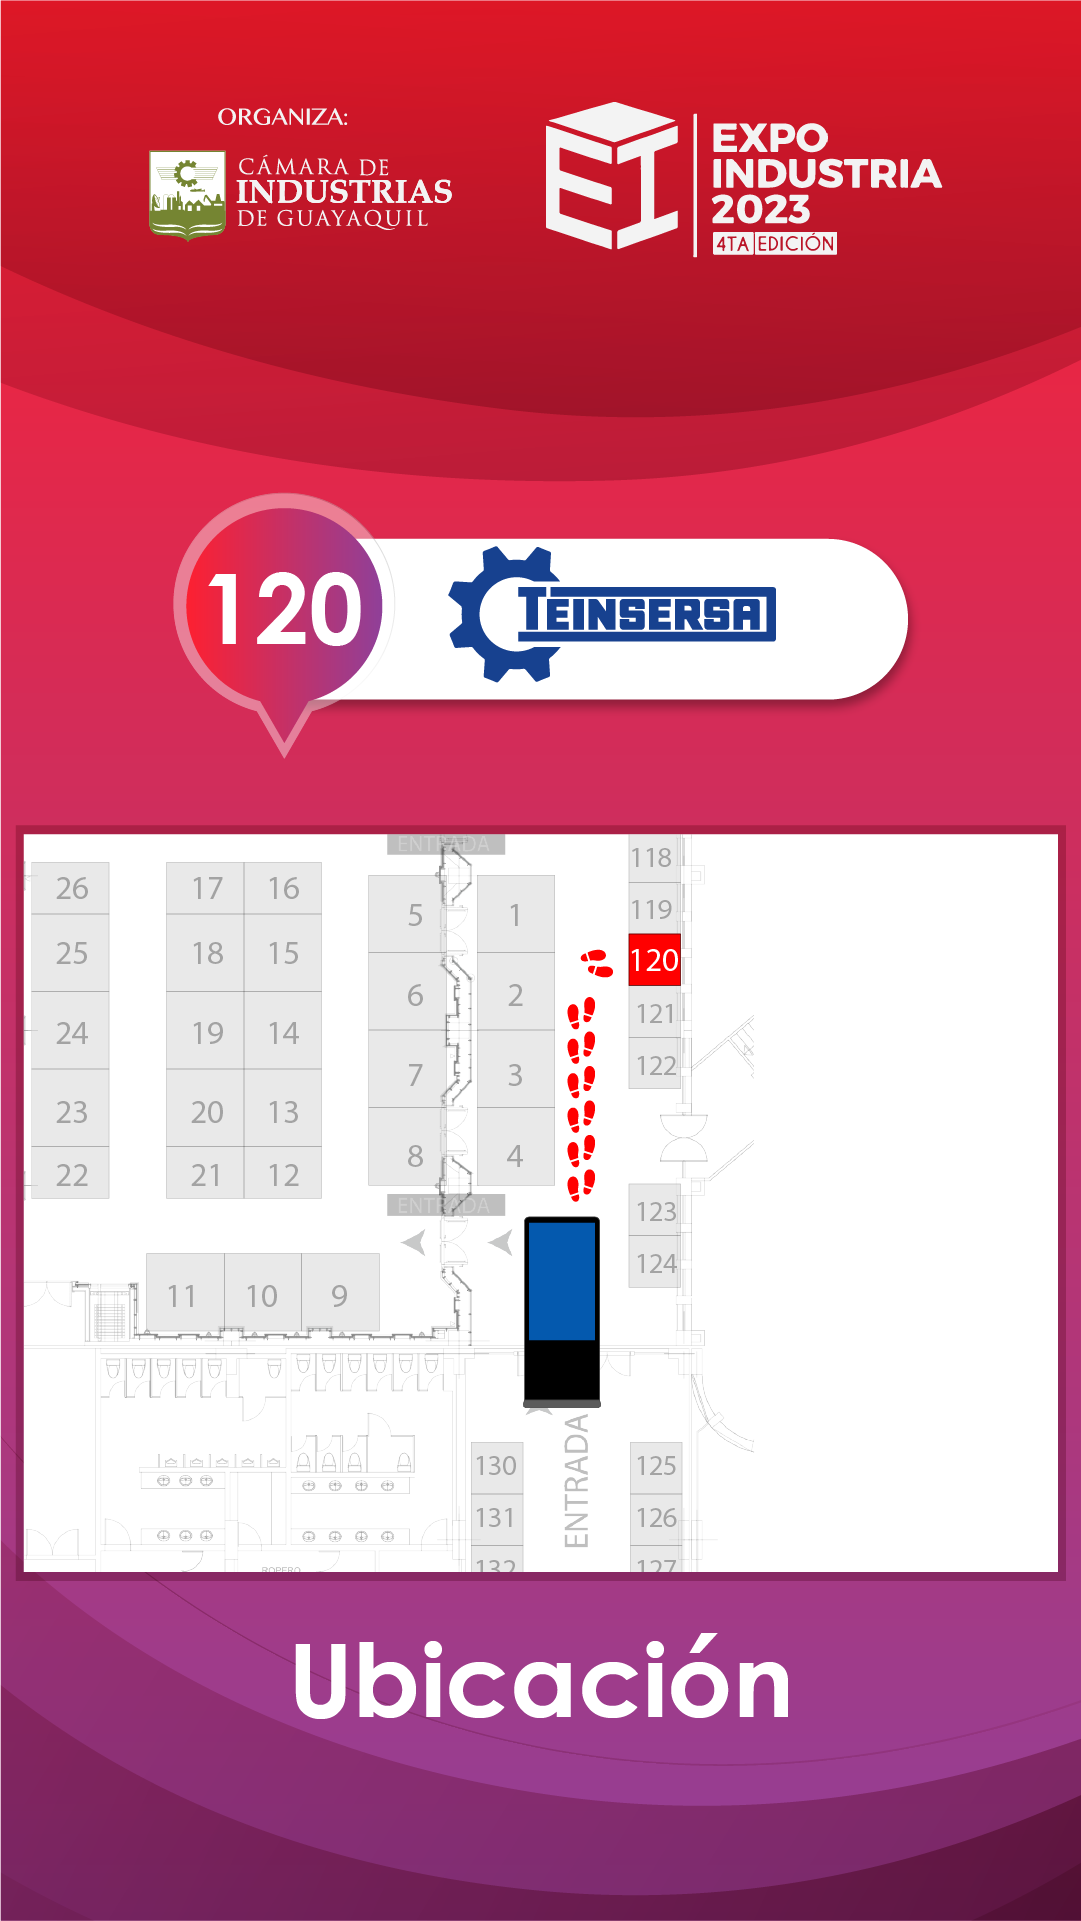 ORGANIZA:
CÁMARA DE
INDUSTRIAS
DE GUAYAQUIL
EXPO
INDUSTRIA
2023
4TA EDICIÓN
120
TEINSERSA
ENTRADA
26 17 16 5 1 118
119
25 18 15 6 2 120
24 19 14 7 3 121
122
23 20 13 8 4
22 21 12
ENTRADA
123
11 10 9 124
ENTRADA
130 125
131 126
132 127
ROPERO
Ubicación